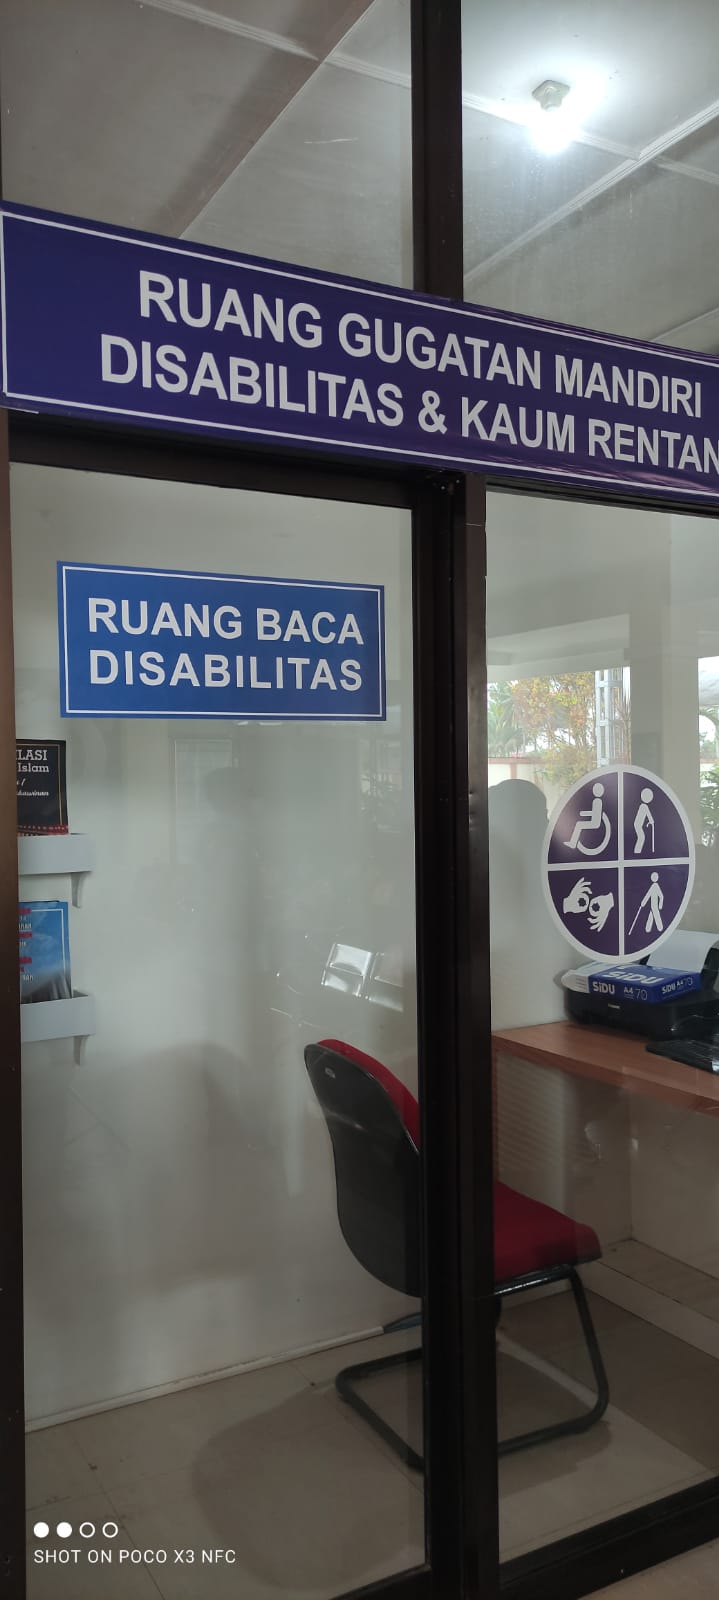 RUANG GUGATAN MANDIRI
DISABILITAS & KAUM RENTAN
RUANG BACA
DISABILITAS
LASI
Islam
SiDU A4 70 SiDU A4 70
SHOT ON POCO X3 NFC